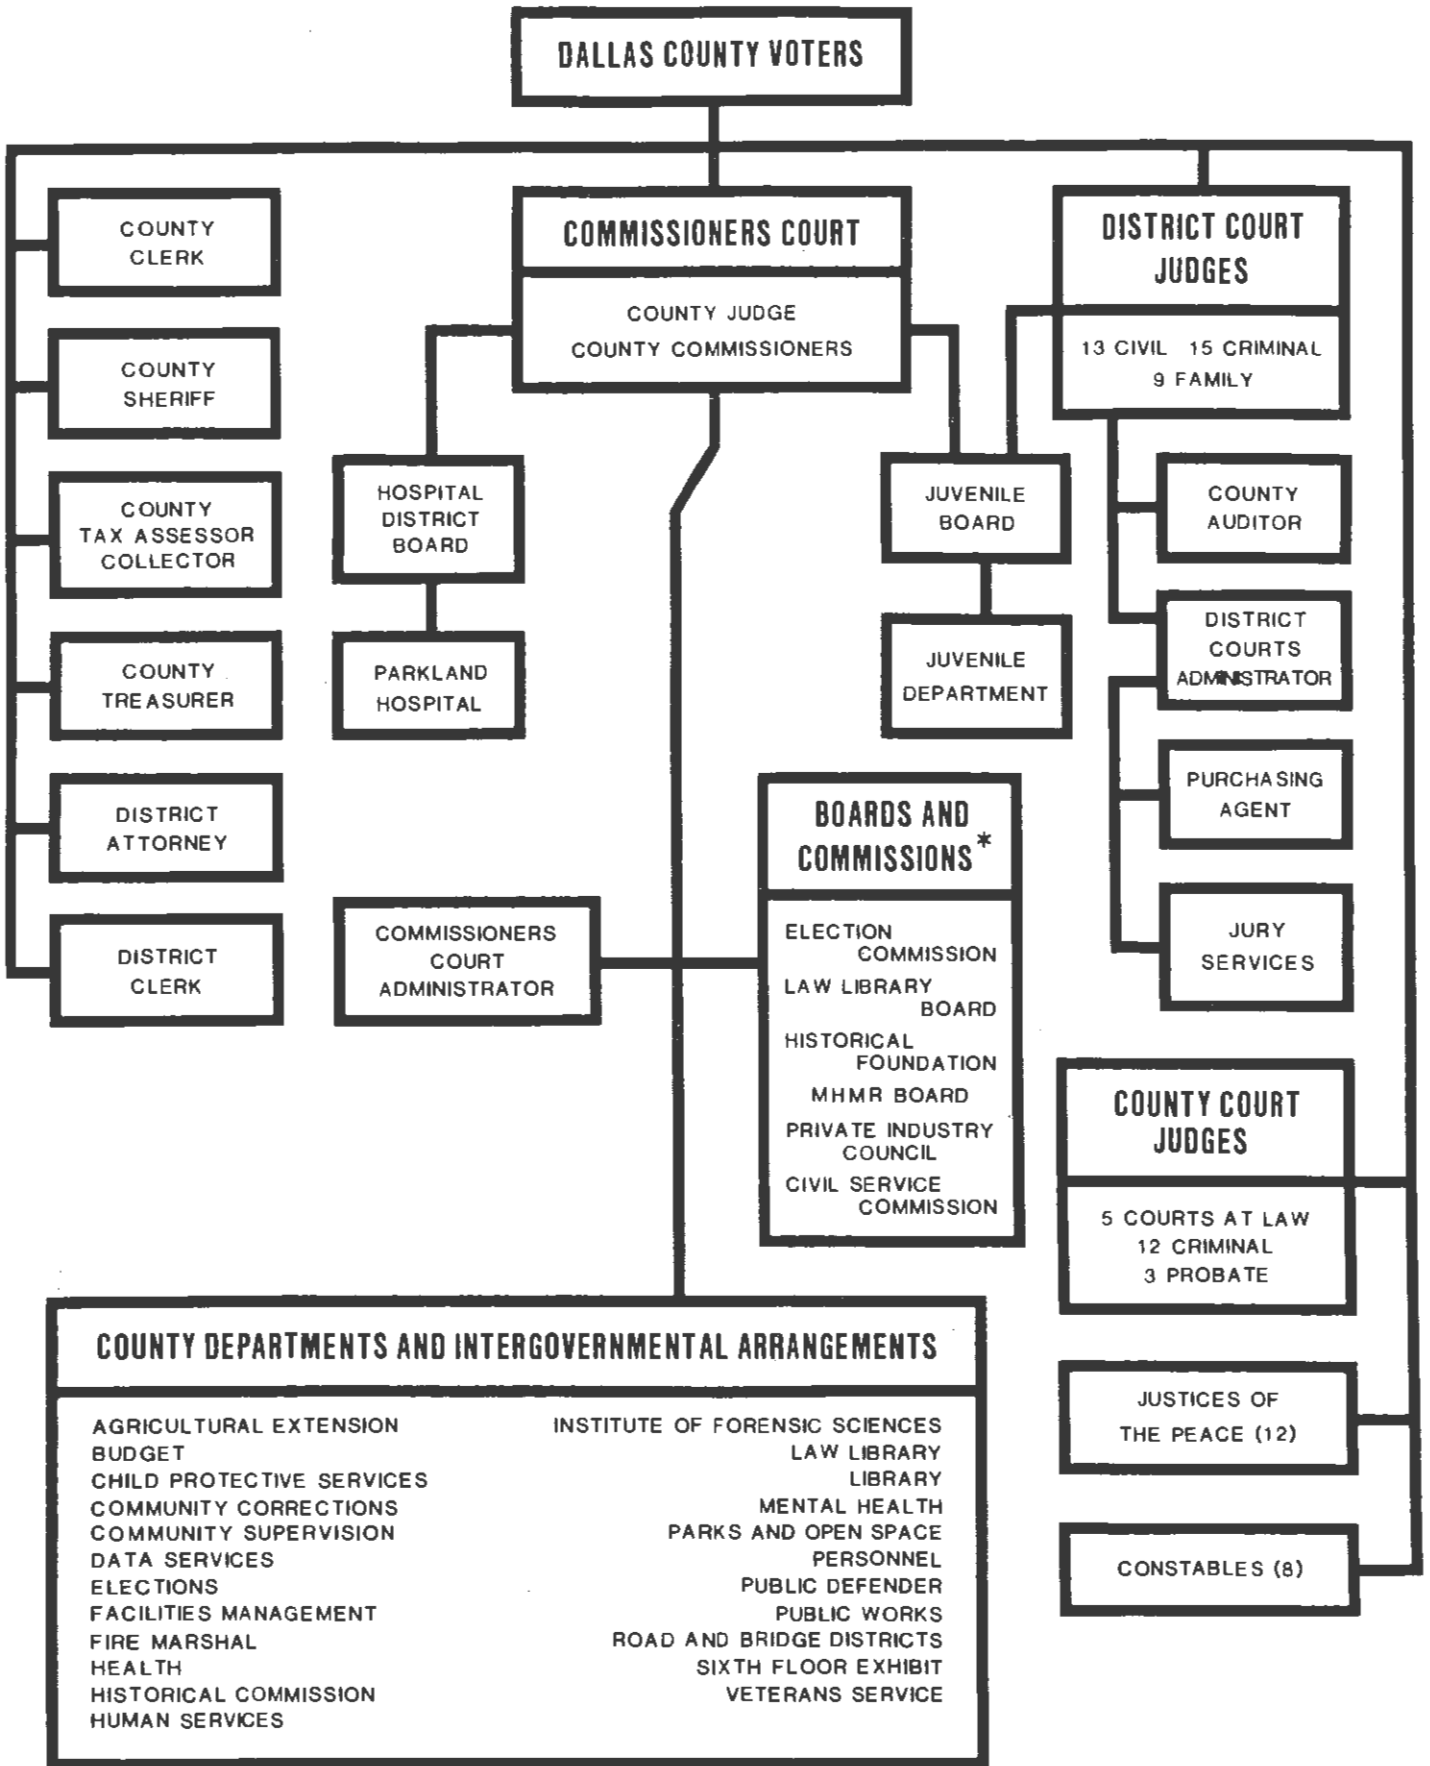 DALLAS COUNTY VOTERS
COUNTY
CLERK
COUNTY
SHERIFF
COUNTY
TAX ASSESSOR
COLLECTOR
COUNTY
TREASURER
DISTRICT
ATTORNEY
DISTRICT
CLERK
COMMISSIONERS COURT
COUNTY JUDGE
COUNTY COMMISSIONERS
HOSPITAL
DISTRICT
BOARD
PARKLAND
HOSPITAL
JUVENILE
BOARD
JUVENILE
DEPARTMENT
DISTRICT COURT
JUDGES
13 CIVIL 15 CRIMINAL
9 FAMILY
COUNTY
AUDITOR
DISTRICT
COURTS
ADMINISTRATOR
PURCHASING
AGENT
JURY
SERVICES
COMMISSIONERS
COURT
ADMINISTRATOR
BOARDS AND
COMMISSIONS*
ELECTION
COMMISSION
LAW LIBRARY
BOARD
HISTORICAL
FOUNDATION
MHMR BOARD
PRIVATE INDUSTRY
COUNCIL
CIVIL SERVICE
COMMISSION
COUNTY COURT
JUDGES
5 COURTS AT LAW
12 CRIMINAL
3 PROBATE
JUSTICES OF
THE PEACE (12)
CONSTABLES (8)
COUNTY DEPARTMENTS AND INTERGOVERNMENTAL ARRANGEMENTS
AGRICULTURAL EXTENSION
BUDGET
CHILD PROTECTIVE SERVICES
COMMUNITY CORRECTIONS
COMMUNITY SUPERVISION
DATA SERVICES
ELECTIONS
FACILITIES MANAGEMENT
FIRE MARSHAL
HEALTH
HISTORICAL COMMISSION
HUMAN SERVICES
INSTITUTE OF FORENSIC SCIENCES
LAW LIBRARY
LIBRARY
MENTAL HEALTH
PARKS AND OPEN SPACE
PERSONNEL
PUBLIC DEFENDER
PUBLIC WORKS
ROAD AND BRIDGE DISTRICTS
SIXTH FLOOR EXHIBIT
VETERANS SERVICE